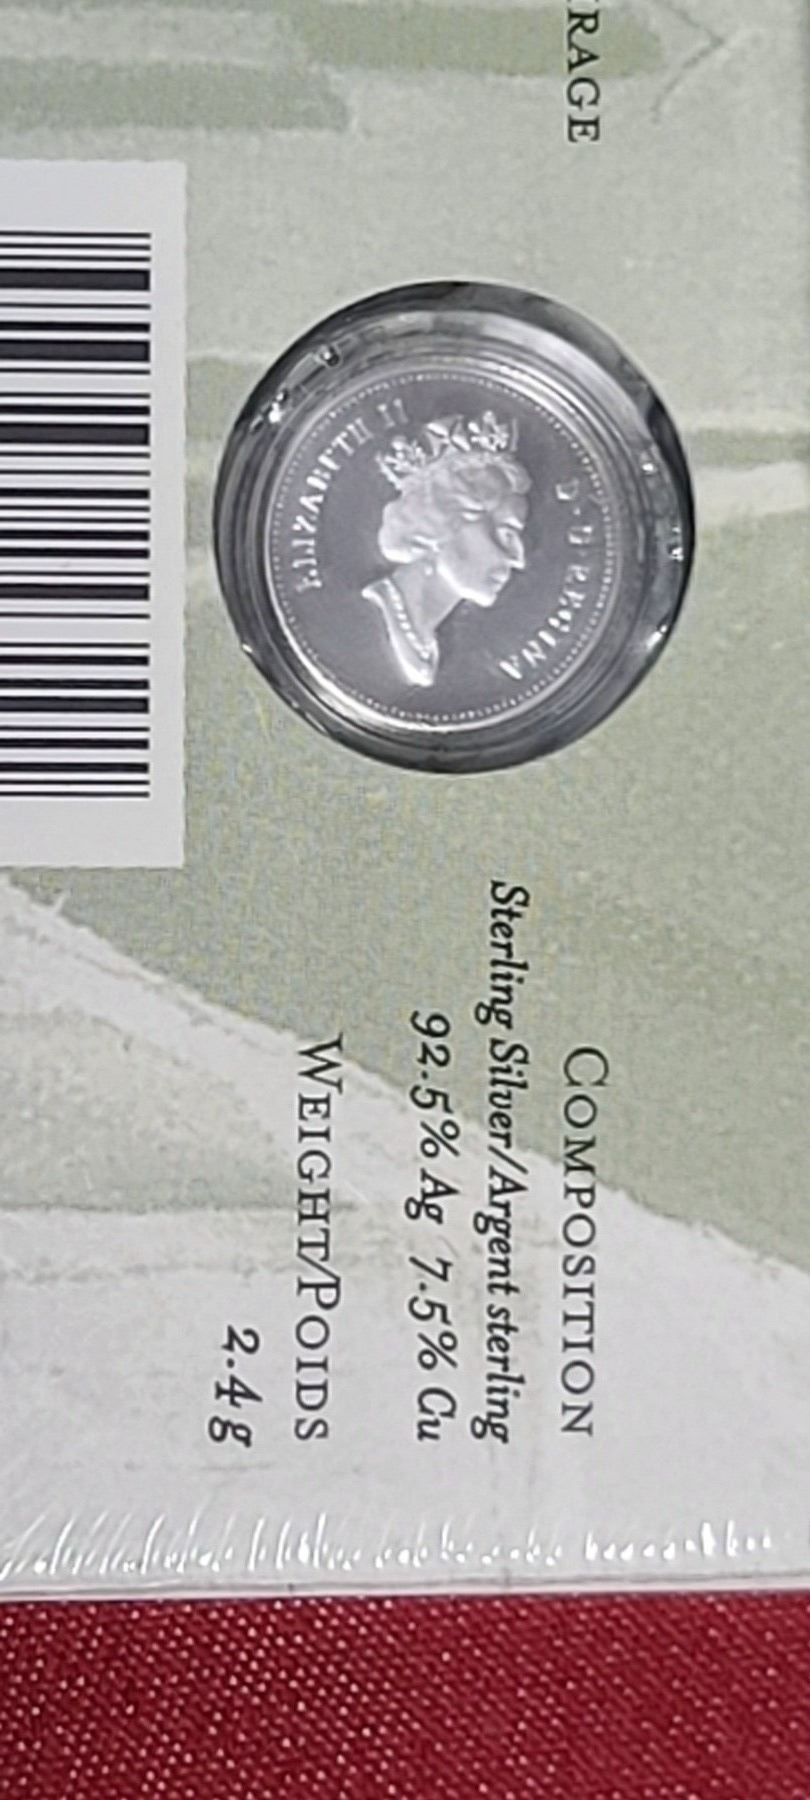 RAGE
ELIZABETH II
D·G·REGINA
COMPOSITION
Sterling Silver/Argent sterling
92.5% Ag 7.5% Cu
WEIGHT/POIDS
2.4 g